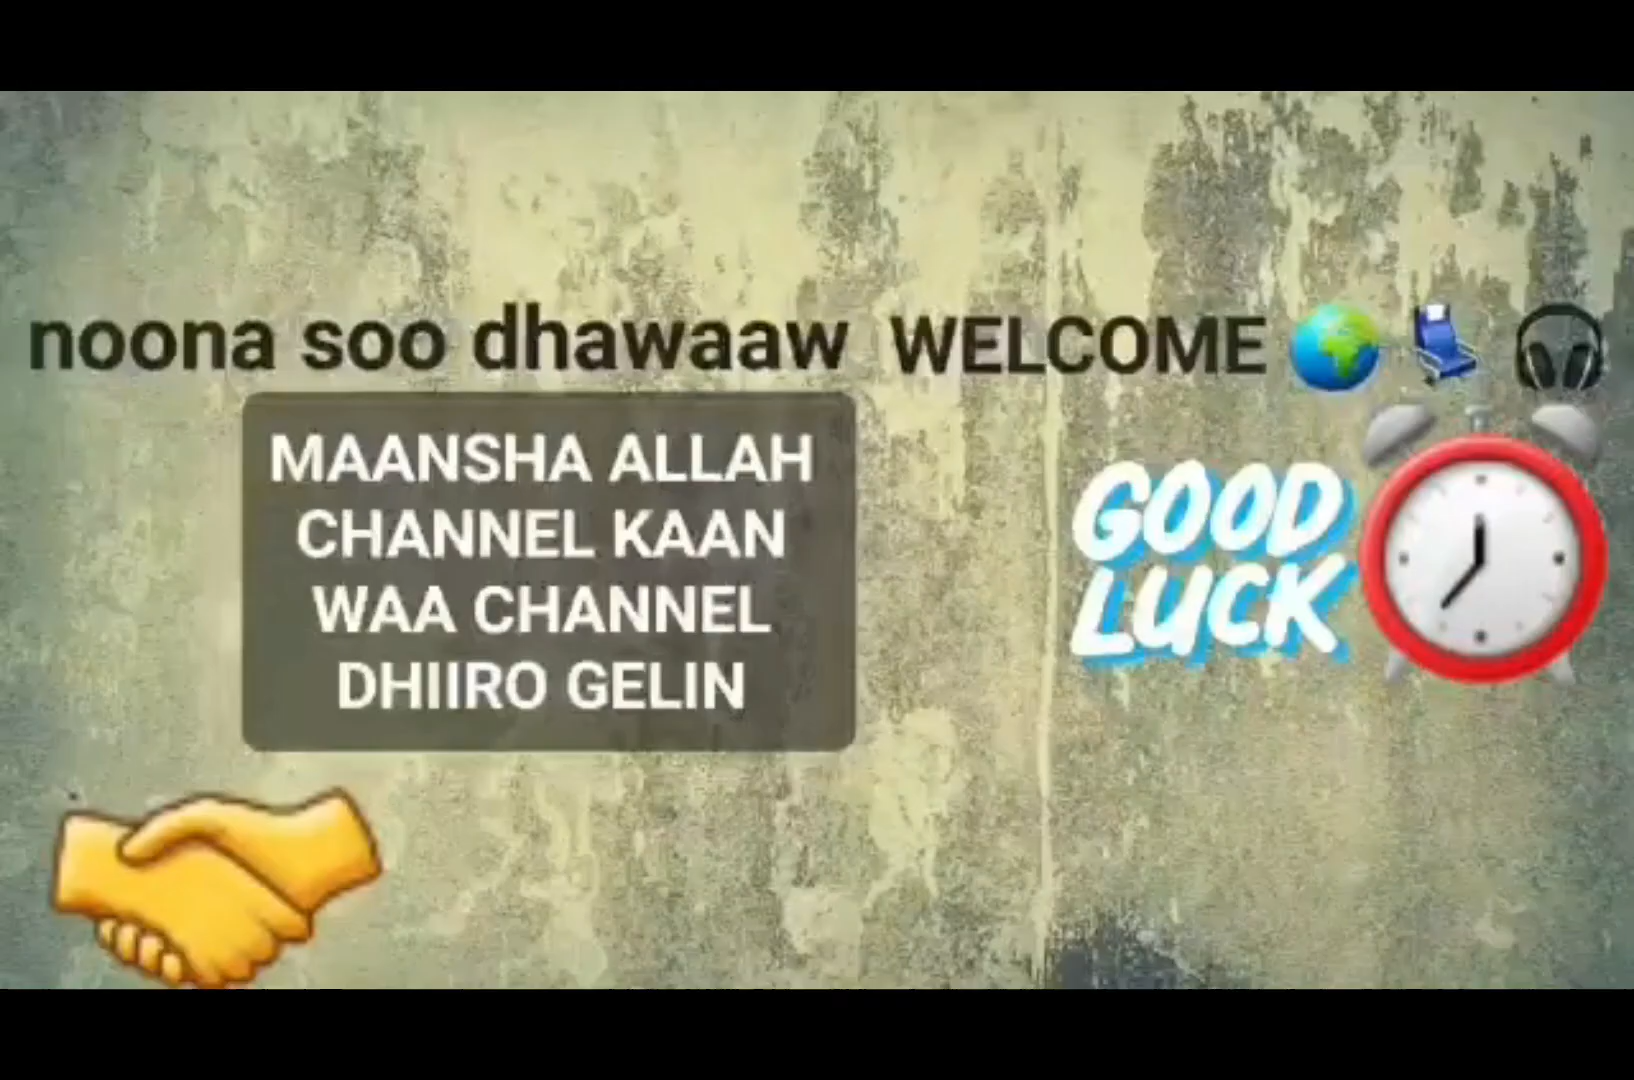 noona soo dhawaaw WELCOME
MAANSHA ALLAH
CHANNEL KAAN
WAA CHANNEL
DHIIRO GELIN
GOOD
LUCK